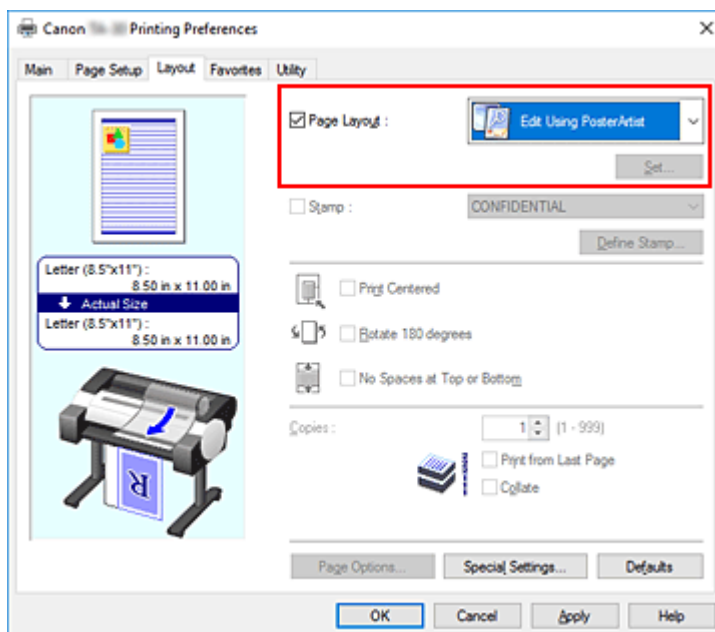 Canon Printing Preferences
Main Page Setup Layout Favorites Utility
Page Layout : Edit Using PosterArtist
Set...
Stamp : CONFIDENTIAL
Define Stamp...
Letter (8.5"x11") :
8.50 in x 11.00 in
Actual Size
Letter (8.5"x11") :
8.50 in x 11.00 in
R
Print Centered
Rotate 180 degrees
No Spaces at Top or Bottom
Copies : 1 (1 - 999)
Print from Last Page
Collate
Page Options... Special Settings... Defaults
OK Cancel Apply Help